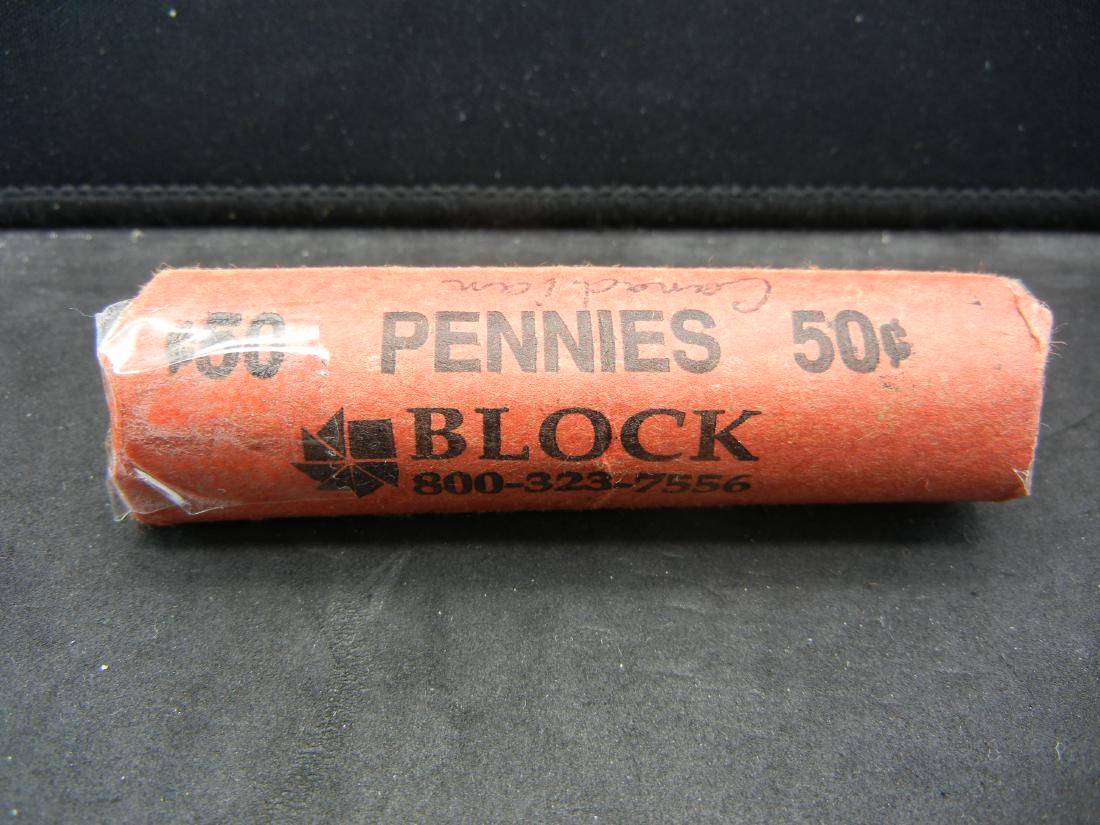 Canadian
$.50 PENNIES 50¢
BLOCK
800-323-7556